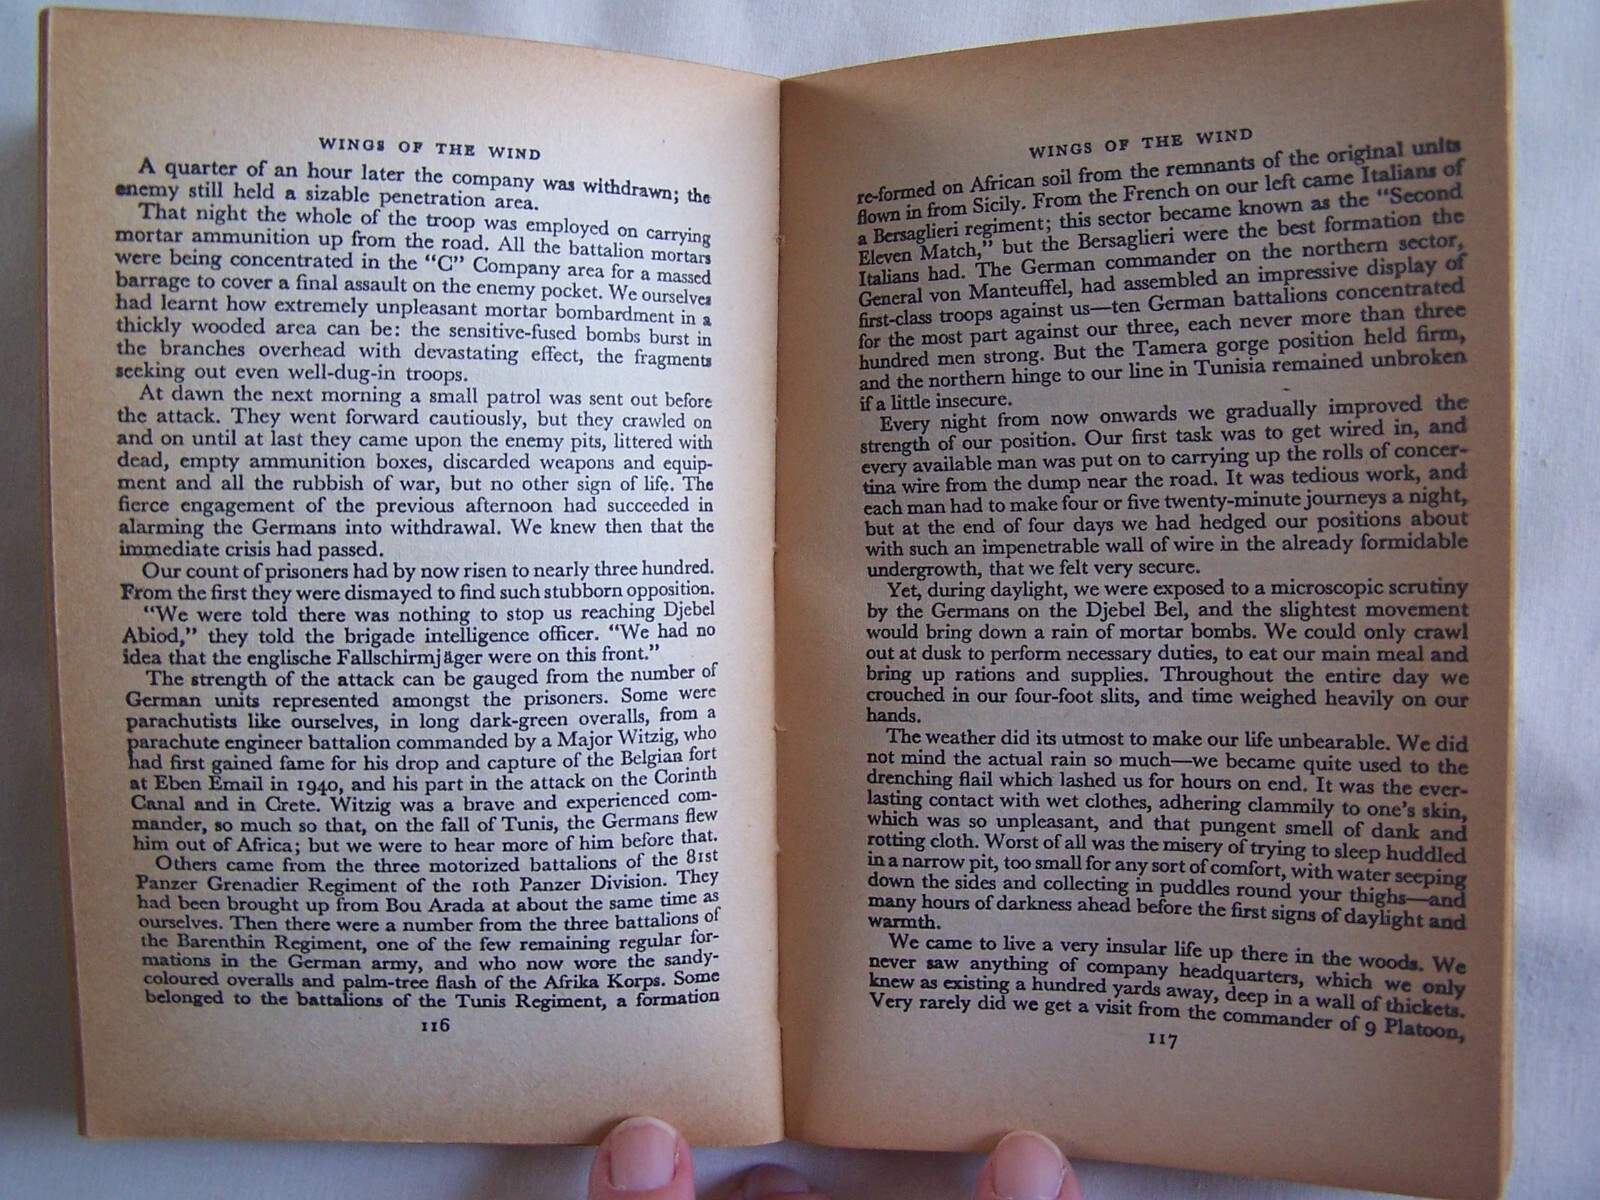 WINGS OF THE WIND
A quarter of an hour later the company was withdrawn; the
enemy still held a sizable penetration area.
That night the whole of the troop was employed on carrying
mortar ammunition up from the road. All the battalion mortars
were being concentrated in the "C" Company area for a massed
barrage to cover a final assault on the enemy pocket. We ourselves
had learnt how extremely unpleasant mortar bombardment in a
thickly wooded area can be: the sensitive-fused bombs burst in
the branches overhead with devastating effect, the fragments
seeking out even well-dug-in troops.
At dawn the next morning a small patrol was sent out before
the attack. They went forward cautiously, but they crawled on
and on until at last they came upon the enemy pits, littered with
dead, empty ammunition boxes, discarded weapons and equip-
ment and all the rubbish of war, but no other sign of life. The
fierce engagement of the previous afternoon had succeeded in
alarming the Germans into withdrawal. We knew then that the
immediate crisis had passed.
Our count of prisoners had by now risen to nearly three hundred.
From the first they were dismayed to find such stubborn opposition.
"We were told there was nothing to stop us reaching Djebel
Abiod," they told the brigade intelligence officer. "We had no
idea that the englische Fallschirmjäger were on this front."
The strength of the attack can be gauged from the number of
German units represented amongst the prisoners. Some were
parachutists like ourselves, in long dark-green overalls, from a
parachute engineer battalion commanded by a Major Witzig, who
had first gained fame for his drop and capture of the Belgian fort
at Eben Email in 1940, and his part in the attack on the Corinth
Canal and in Crete. Witzig was a brave and experienced com-
mander, so much so that, on the fall of Tunis, the Germans flew
him out of Africa; but we were to hear more of him before that.
Others came from the three motorized battalions of the 81st
Panzer Grenadier Regiment of the 10th Panzer Division. They
had been brought up from Bou Arada at about the same time as
ourselves. Then there were a number from the three battalions of
the Barenthin Regiment, one of the few remaining regular for-
mations in the German army, and who now wore the sandy-
coloured overalls and palm-tree flash of the Afrika Korps. Some
belonged to the battalions of the Tunis Regiment, a formation
116
WINGS OF THE WIND
re-formed on African soil from the remnants of the original units
flown in from Sicily. From the French on our left came Italians of
a Bersaglieri regiment; this sector became known as the "Second
Eleven Match," but the Bersaglieri were the best formation the
Italians had. The German commander on the northern sector,
General von Manteuffel, had assembled an impressive display of
first-class troops against us—ten German battalions concentrated
for the most part against our three, each never more than three
hundred men strong. But the Tamera gorge position held firm,
and the northern hinge to our line in Tunisia remained unbroken
if a little insecure.
Every night from now onwards we gradually improved the
strength of our position. Our first task was to get wired in, and
every available man was put on to carrying up the rolls of concer-
tina wire from the dump near the road. It was tedious work, and
each man had to make four or five twenty-minute journeys a night,
but at the end of four days we had hedged our positions about
with such an impenetrable wall of wire in the already formidable
undergrowth, that we felt very secure.
Yet, during daylight, we were exposed to a microscopic scrutiny
by the Germans on the Djebel Bel, and the slightest movement
would bring down a rain of mortar bombs. We could only crawl
out at dusk to perform necessary duties, to eat our main meal and
bring up rations and supplies. Throughout the entire day we
crouched in our four-foot slits, and time weighed heavily on our
hands.
The weather did its utmost to make our life unbearable. We did
not mind the actual rain so much—we became quite used to the
drenching flail which lashed us for hours on end. It was the ever-
lasting contact with wet clothes, adhering clammily to one's skin,
which was so unpleasant, and that pungent smell of dank and
rotting cloth. Worst of all was the misery of trying to sleep huddled
in a narrow pit, too small for any sort of comfort, with water seeping
down the sides and collecting in puddles round your thighs—and
many hours of darkness ahead before the first signs of daylight and
warmth.
We came to live a very insular life up there in the woods. We
never saw anything of company headquarters, which we only
knew as existing a hundred yards away, deep in a wall of thickets.
Very rarely did we get a visit from the commander of 9 Platoon,
117